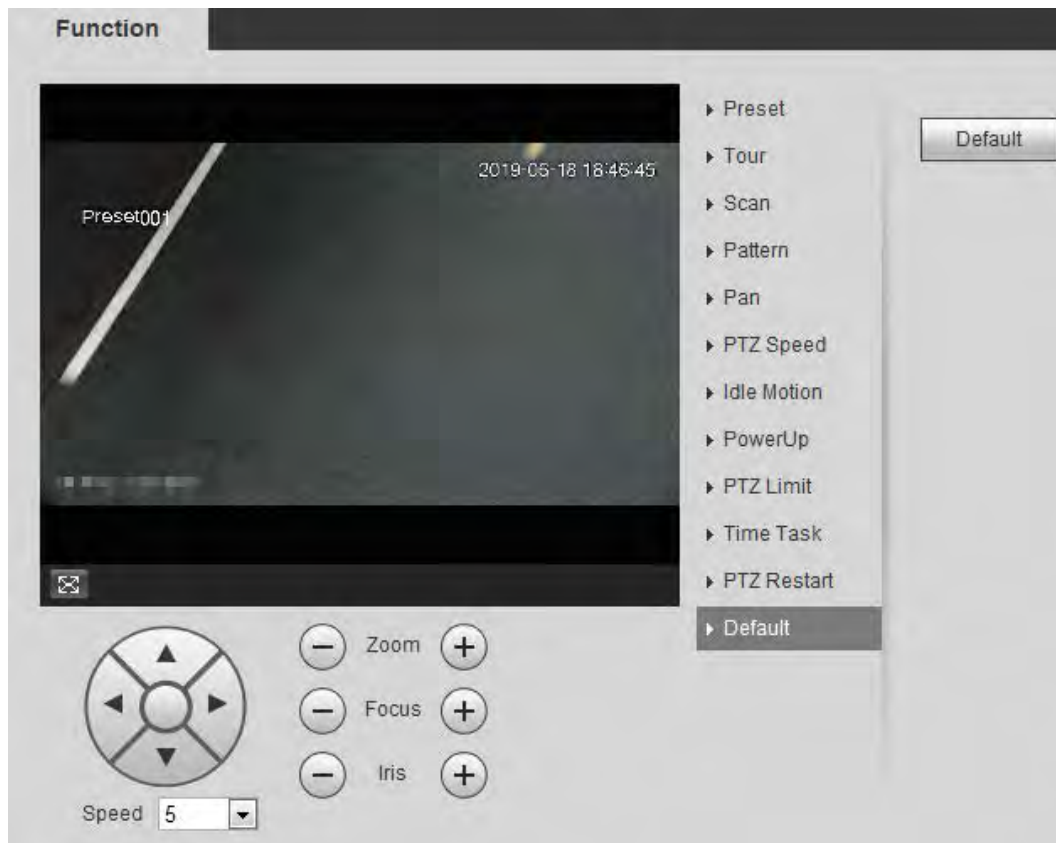 Function
2019-06-18 18:46:45
Preset001
Preset
Tour
Scan
Pattern
Pan
PTZ Speed
Idle Motion
PowerUp
PTZ Limit
Time Task
PTZ Restart
Default
Default
Zoom
Focus
Iris
Speed 5